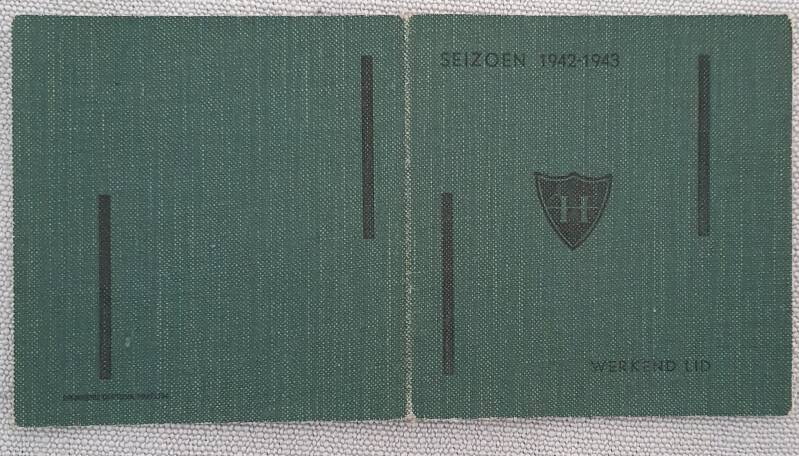 SEIZOEN 1942-1943
H
WERKEND LID